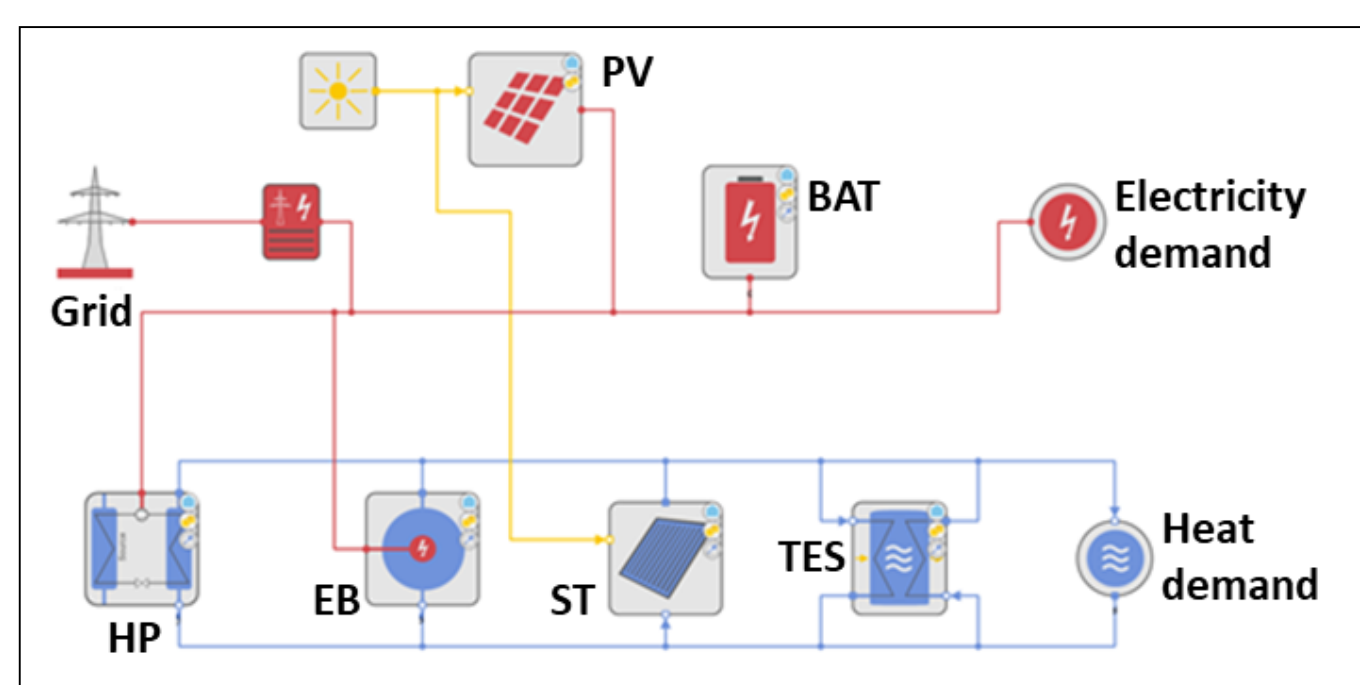 PV
BAT
Electricity
demand
Grid
HP
EB
ST
TES
Heat
demand